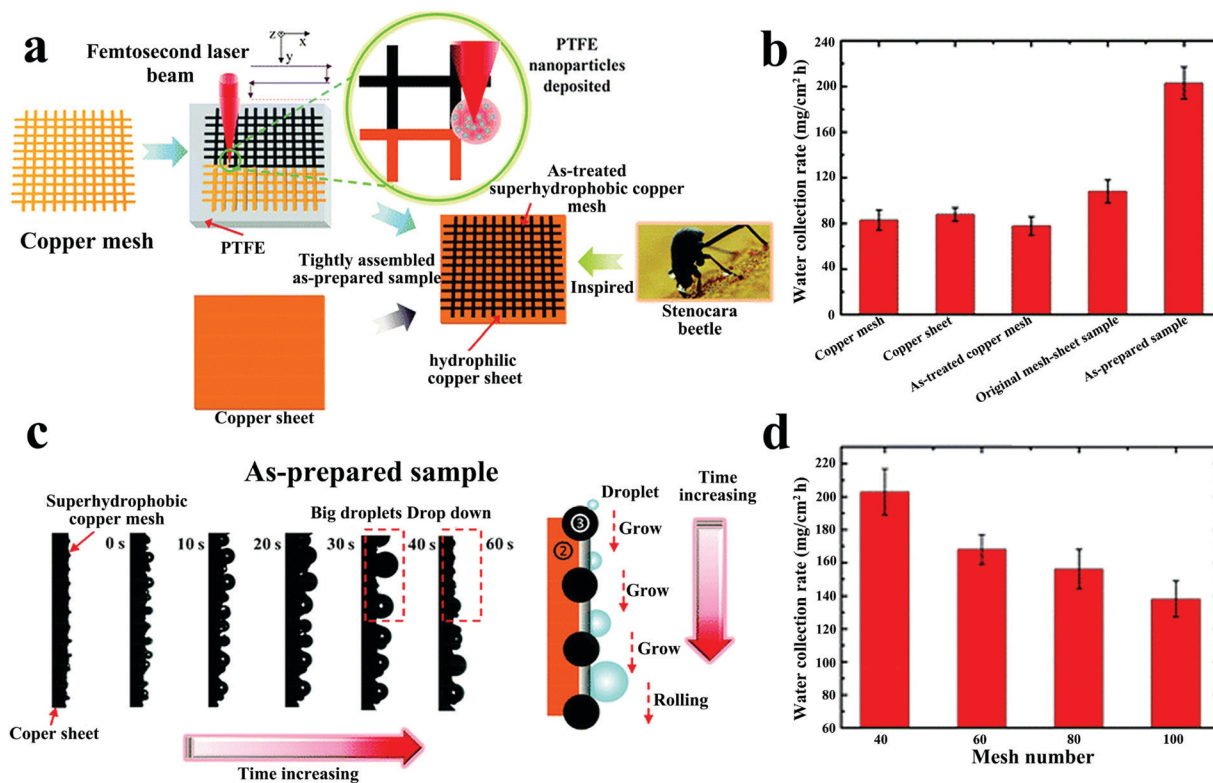 a
Femtosecond laser
beam
z
x
y
PTFE
nanoparticles
deposited
Copper mesh
PTFE
As-treated
superhydrophobic copper
mesh
Tightly assembled
as-prepared sample
Inspired
Stenocara
beetle
hydrophilic
copper sheet
Copper sheet
b
Water collection rate (mg/cm² h)
240
200
160
120
80
40
0
Copper mesh
Copper sheet
As-treated copper mesh
Original mesh-sheet sample
As-prepared sample
c
As-prepared sample
Superhydrophobic
copper mesh
Big droplets Drop down
0 s
10 s
20 s
30 s
40 s
60 s
Coper sheet
Time increasing
Droplet
③
②
Grow
Grow
Grow
Rolling
Time
increasing
d
Water collection rate (mg/cm² h)
220
200
180
160
140
120
100
80
60
40
60
80
100
Mesh number